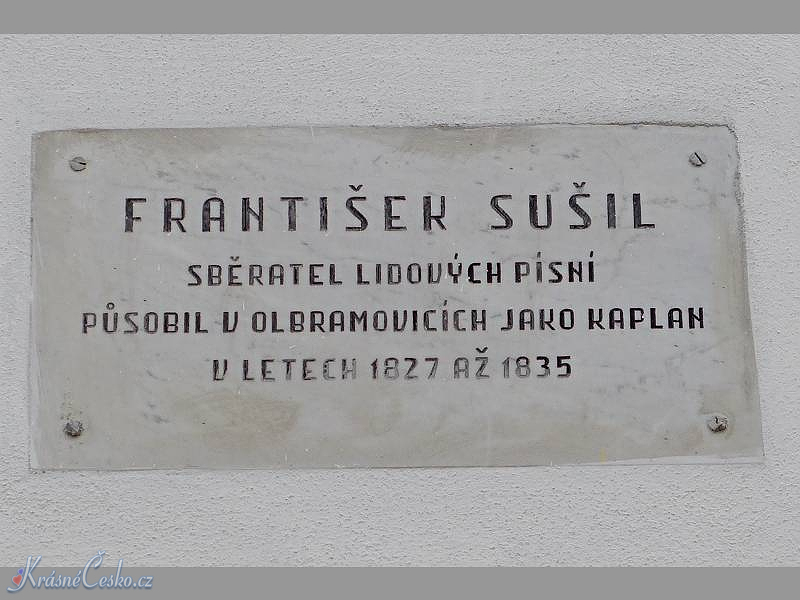 FRANTIŠEK SUŠIL
SBĚRATEL LIDOVÝCH PÍSNÍ
PŮSOBIL V OLBRAMOVICÍCH JAKO KAPLAN
V LETECH 1827 AŽ 1835
KrásnéČesko.cz